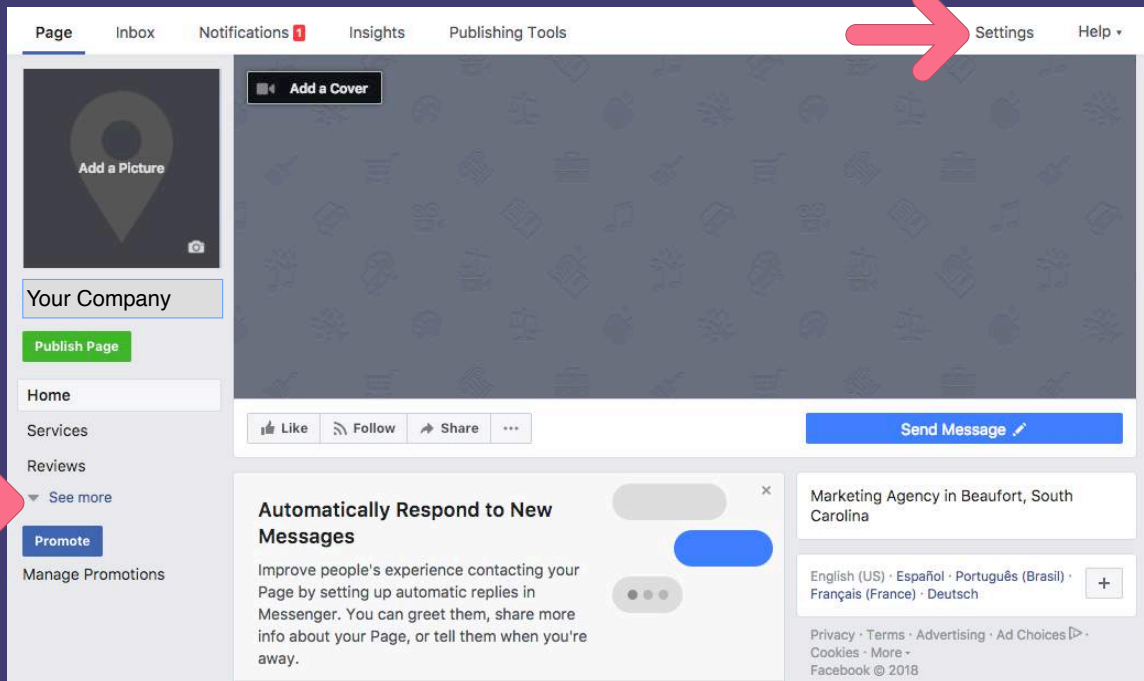 Page Inbox Notifications 1 Insights Publishing Tools Settings Help
Add a Cover
Add a Picture
Your Company
Publish Page
Home
Services
Reviews
See more
Promote
Manage Promotions
Like Follow Share ...
Send Message
Automatically Respond to New
Messages
Improve people's experience contacting your
Page by setting up automatic replies in
Messenger. You can greet them, share more
info about your Page, or tell them when you're
away.
Marketing Agency in Beaufort, South
Carolina
English (US) · Español · Português (Brasil) ·
Français (France) · Deutsch
Privacy · Terms · Advertising · Ad Choices ·
Cookies · More
Facebook © 2018